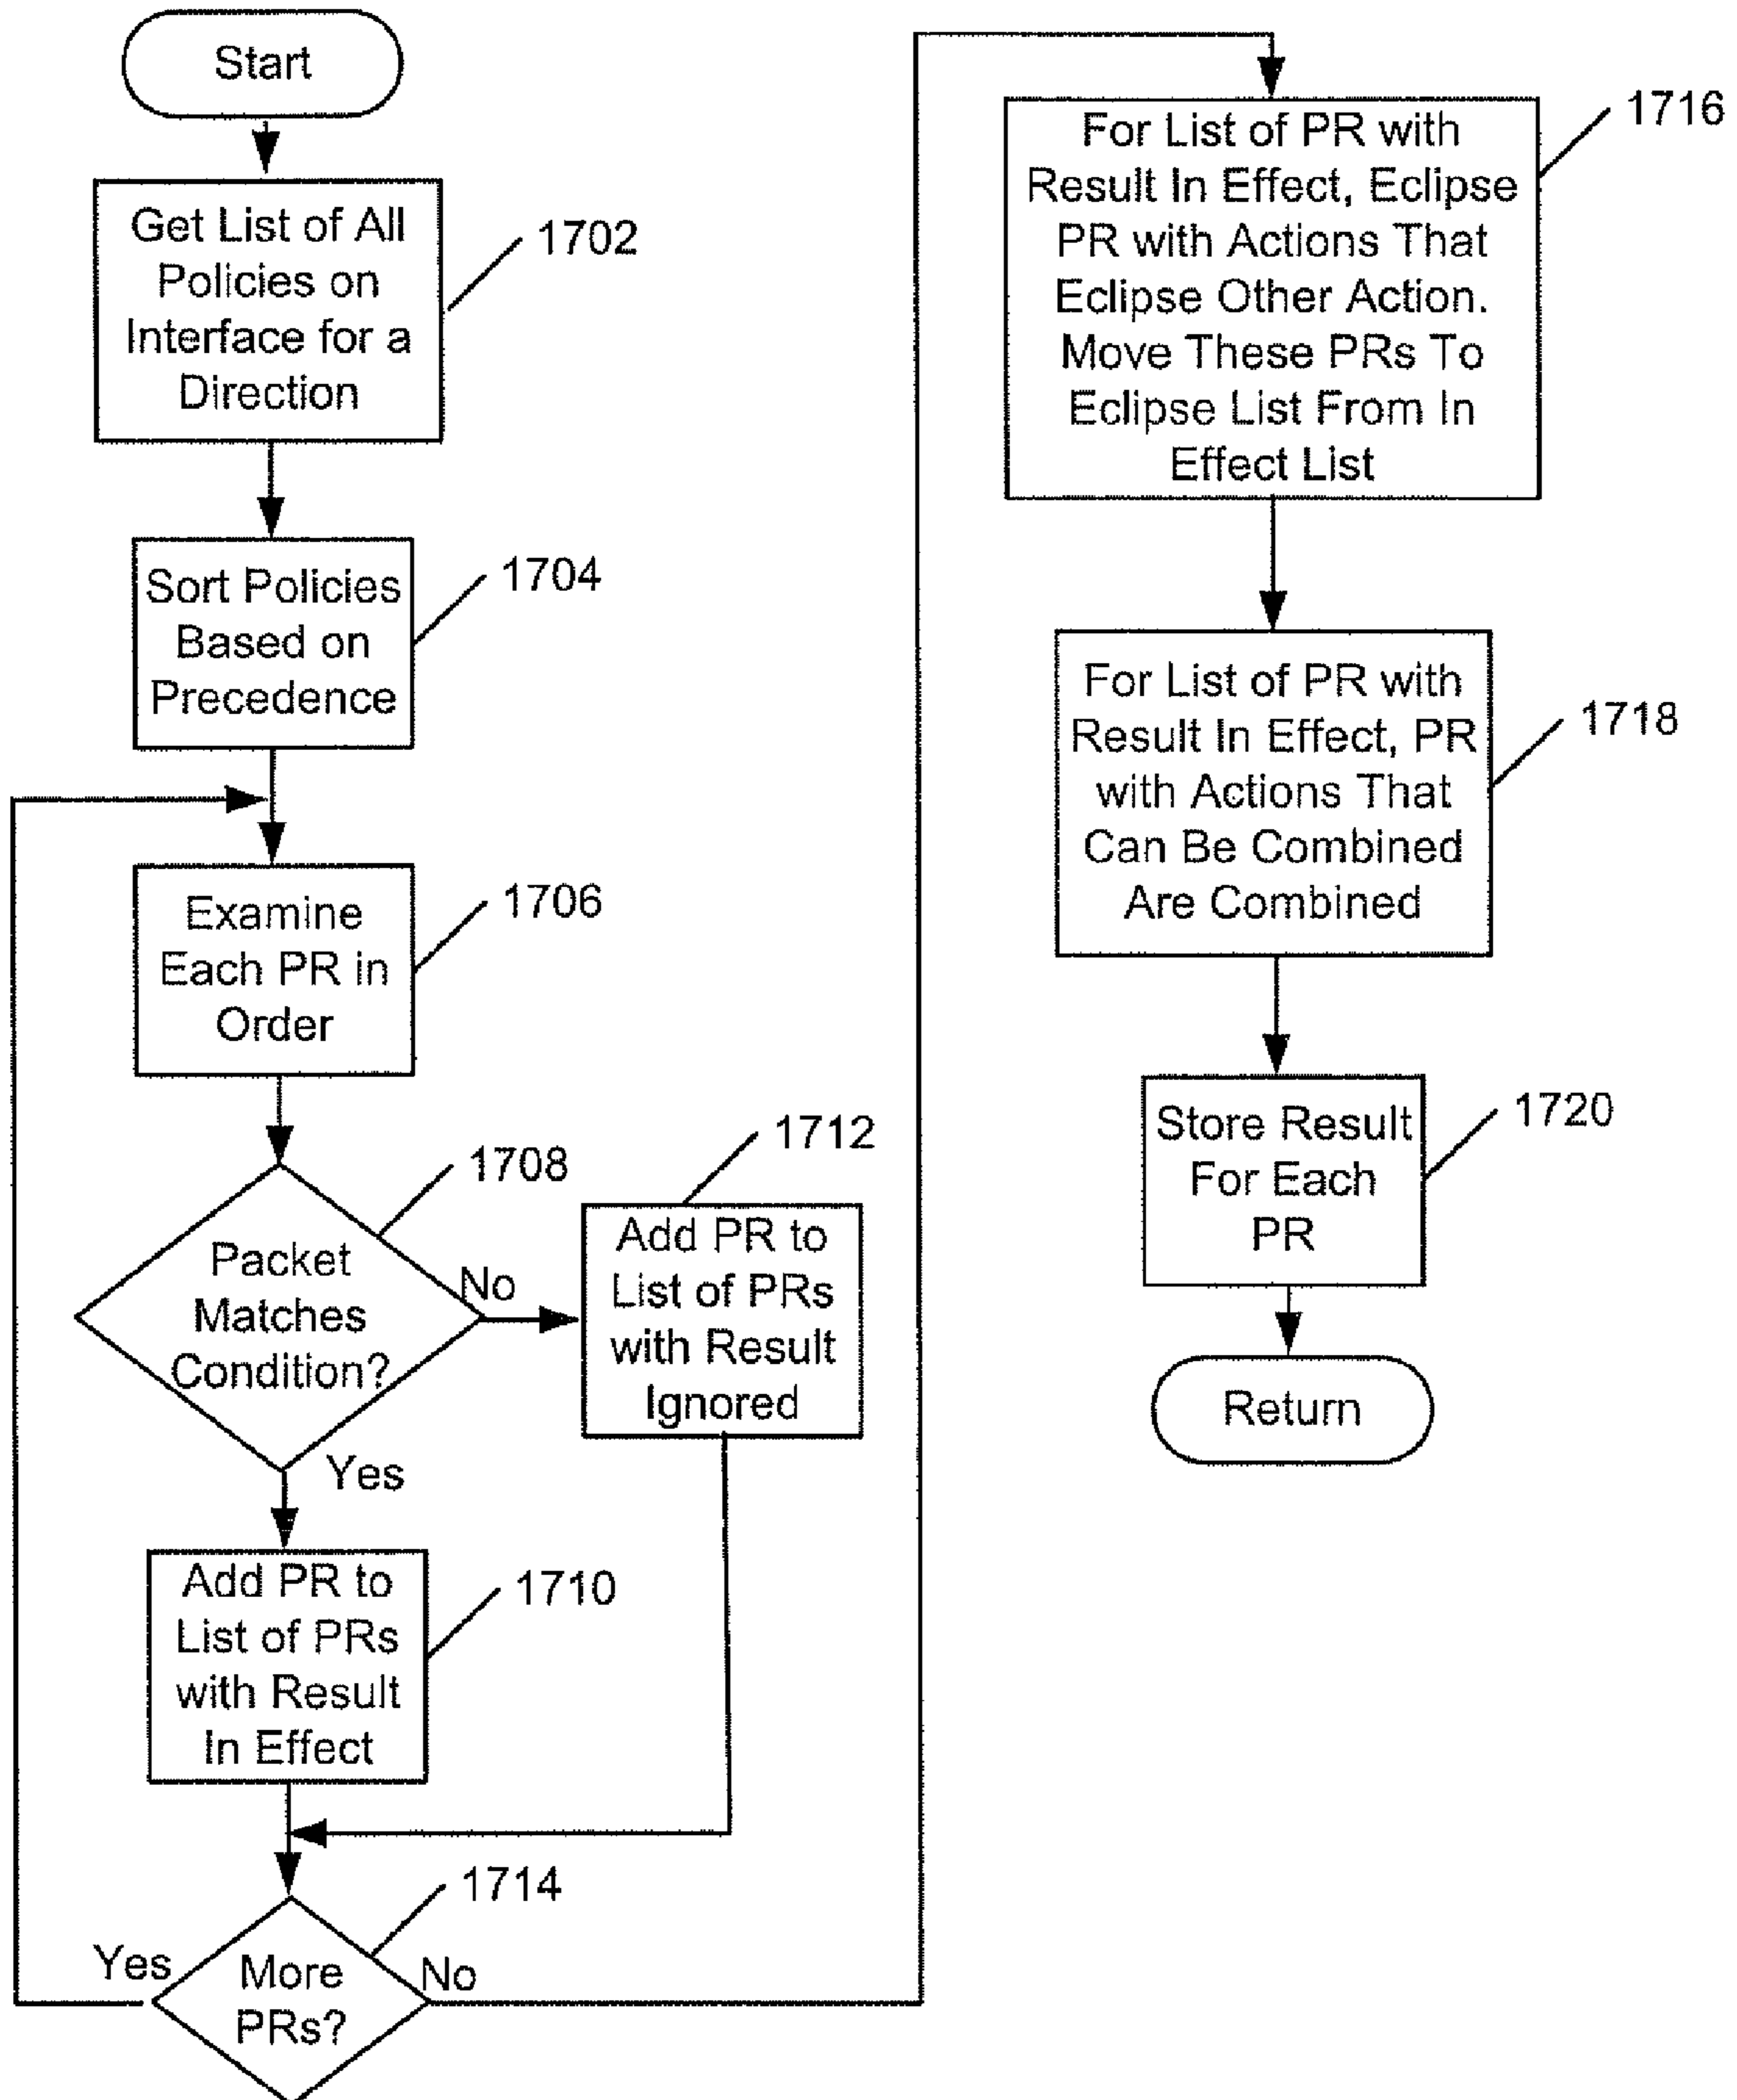 Start
Get List of All
Policies on
Interface for a
Direction
1702
Sort Policies
Based on
Precedence
1704
Examine
Each PR in
Order
1706
Packet
Matches
Condition?
1708
No
Yes
Add PR to
List of PRs
with Result
Ignored
1712
Add PR to
List of PRs
with Result
In Effect
1710
More
PRs?
1714
Yes
No
For List of PR with
Result In Effect, Eclipse
PR with Actions That
Eclipse Other Action.
Move These PRs To
Eclipse List From In
Effect List
1716
For List of PR with
Result In Effect, PR
with Actions That
Can Be Combined
Are Combined
1718
Store Result
For Each
PR
1720
Return